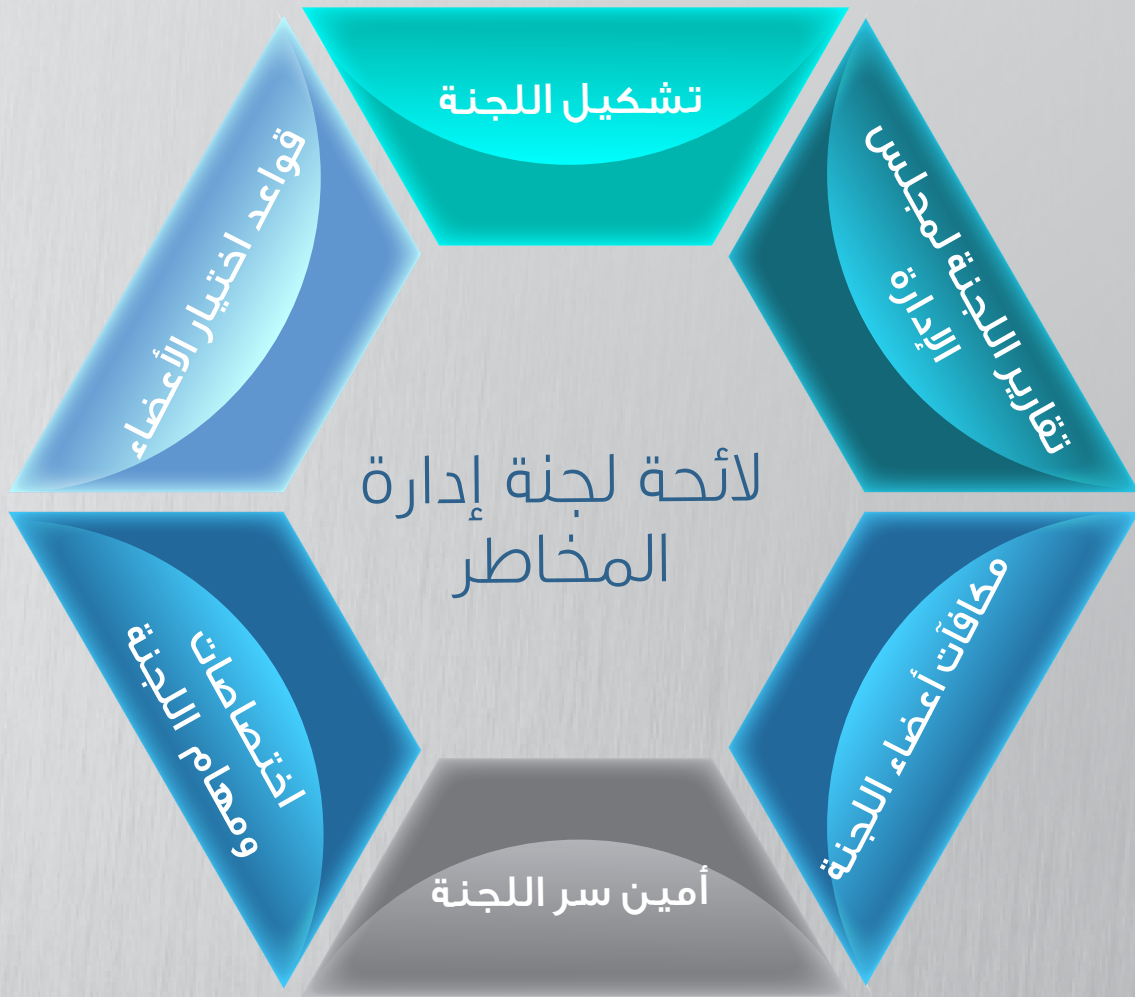 تشكيل اللجنة
قواعد اختيار الأعضاء
تقارير اللجنة لمجلس
الإدارة
لائحة لجنة إدارة
المخاطر
اختصاصات
ومهام اللجنة
مكافآت أعضاء اللجنة
أمين سر اللجنة